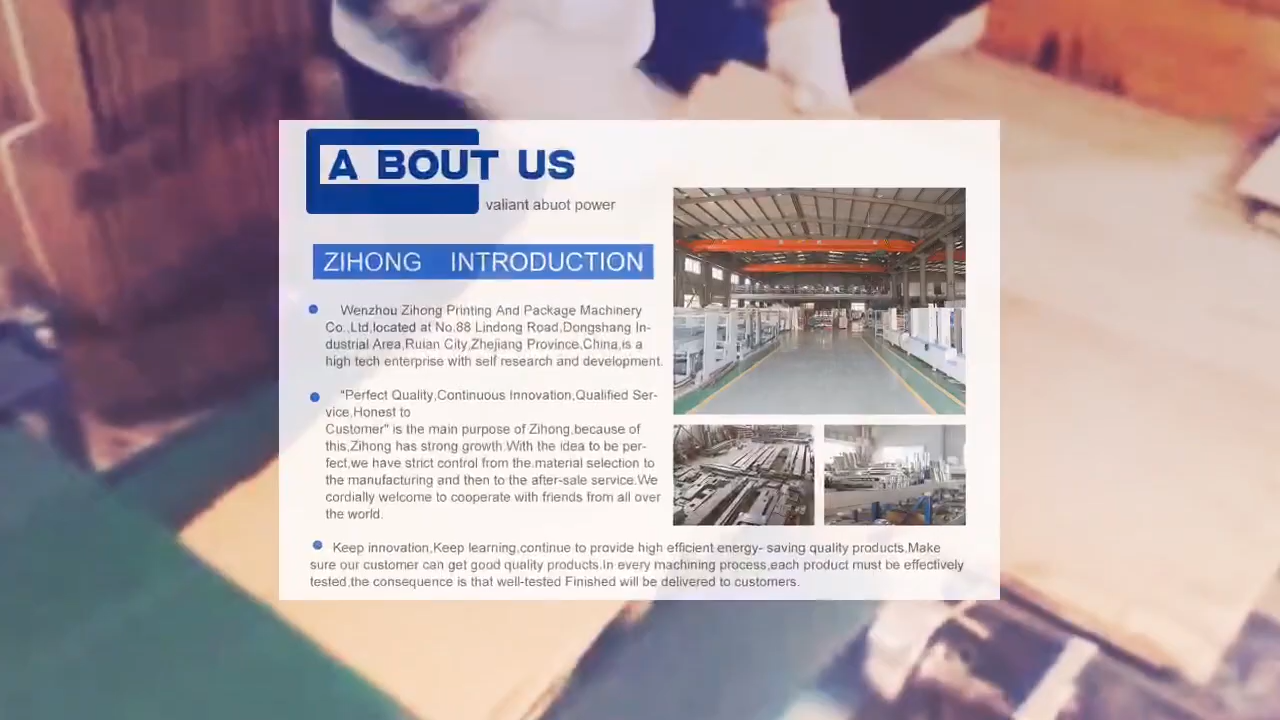 A BOUT US
valiant abuot power
ZIHONG INTRODUCTION
Wenzhou Zihong Printing And Package Machinery
Co.,Ltd,located at No.88 Lindong Road,Dongshang In-
dustrial Area,Ruian City,Zhejiang Province,China,is a
high tech enterprise with self research and development.
"Perfect Quality,Continuous Innovation,Qualified Ser-
vice,Honest to
Customer" is the main purpose of Zihong,because of
this,Zihong has strong growth.With the idea to be per-
fect,we have strict control from the material selection to
the manufacturing and then to the after-sale service.We
cordially welcome to cooperate with friends from all over
the world.
Keep innovation,Keep learning,continue to provide high efficient energy- saving quality products,Make
sure our customer can get good quality products.In every machining process,each product must be effectively
tested,the consequence is that well-tested Finished will be delivered to customers.